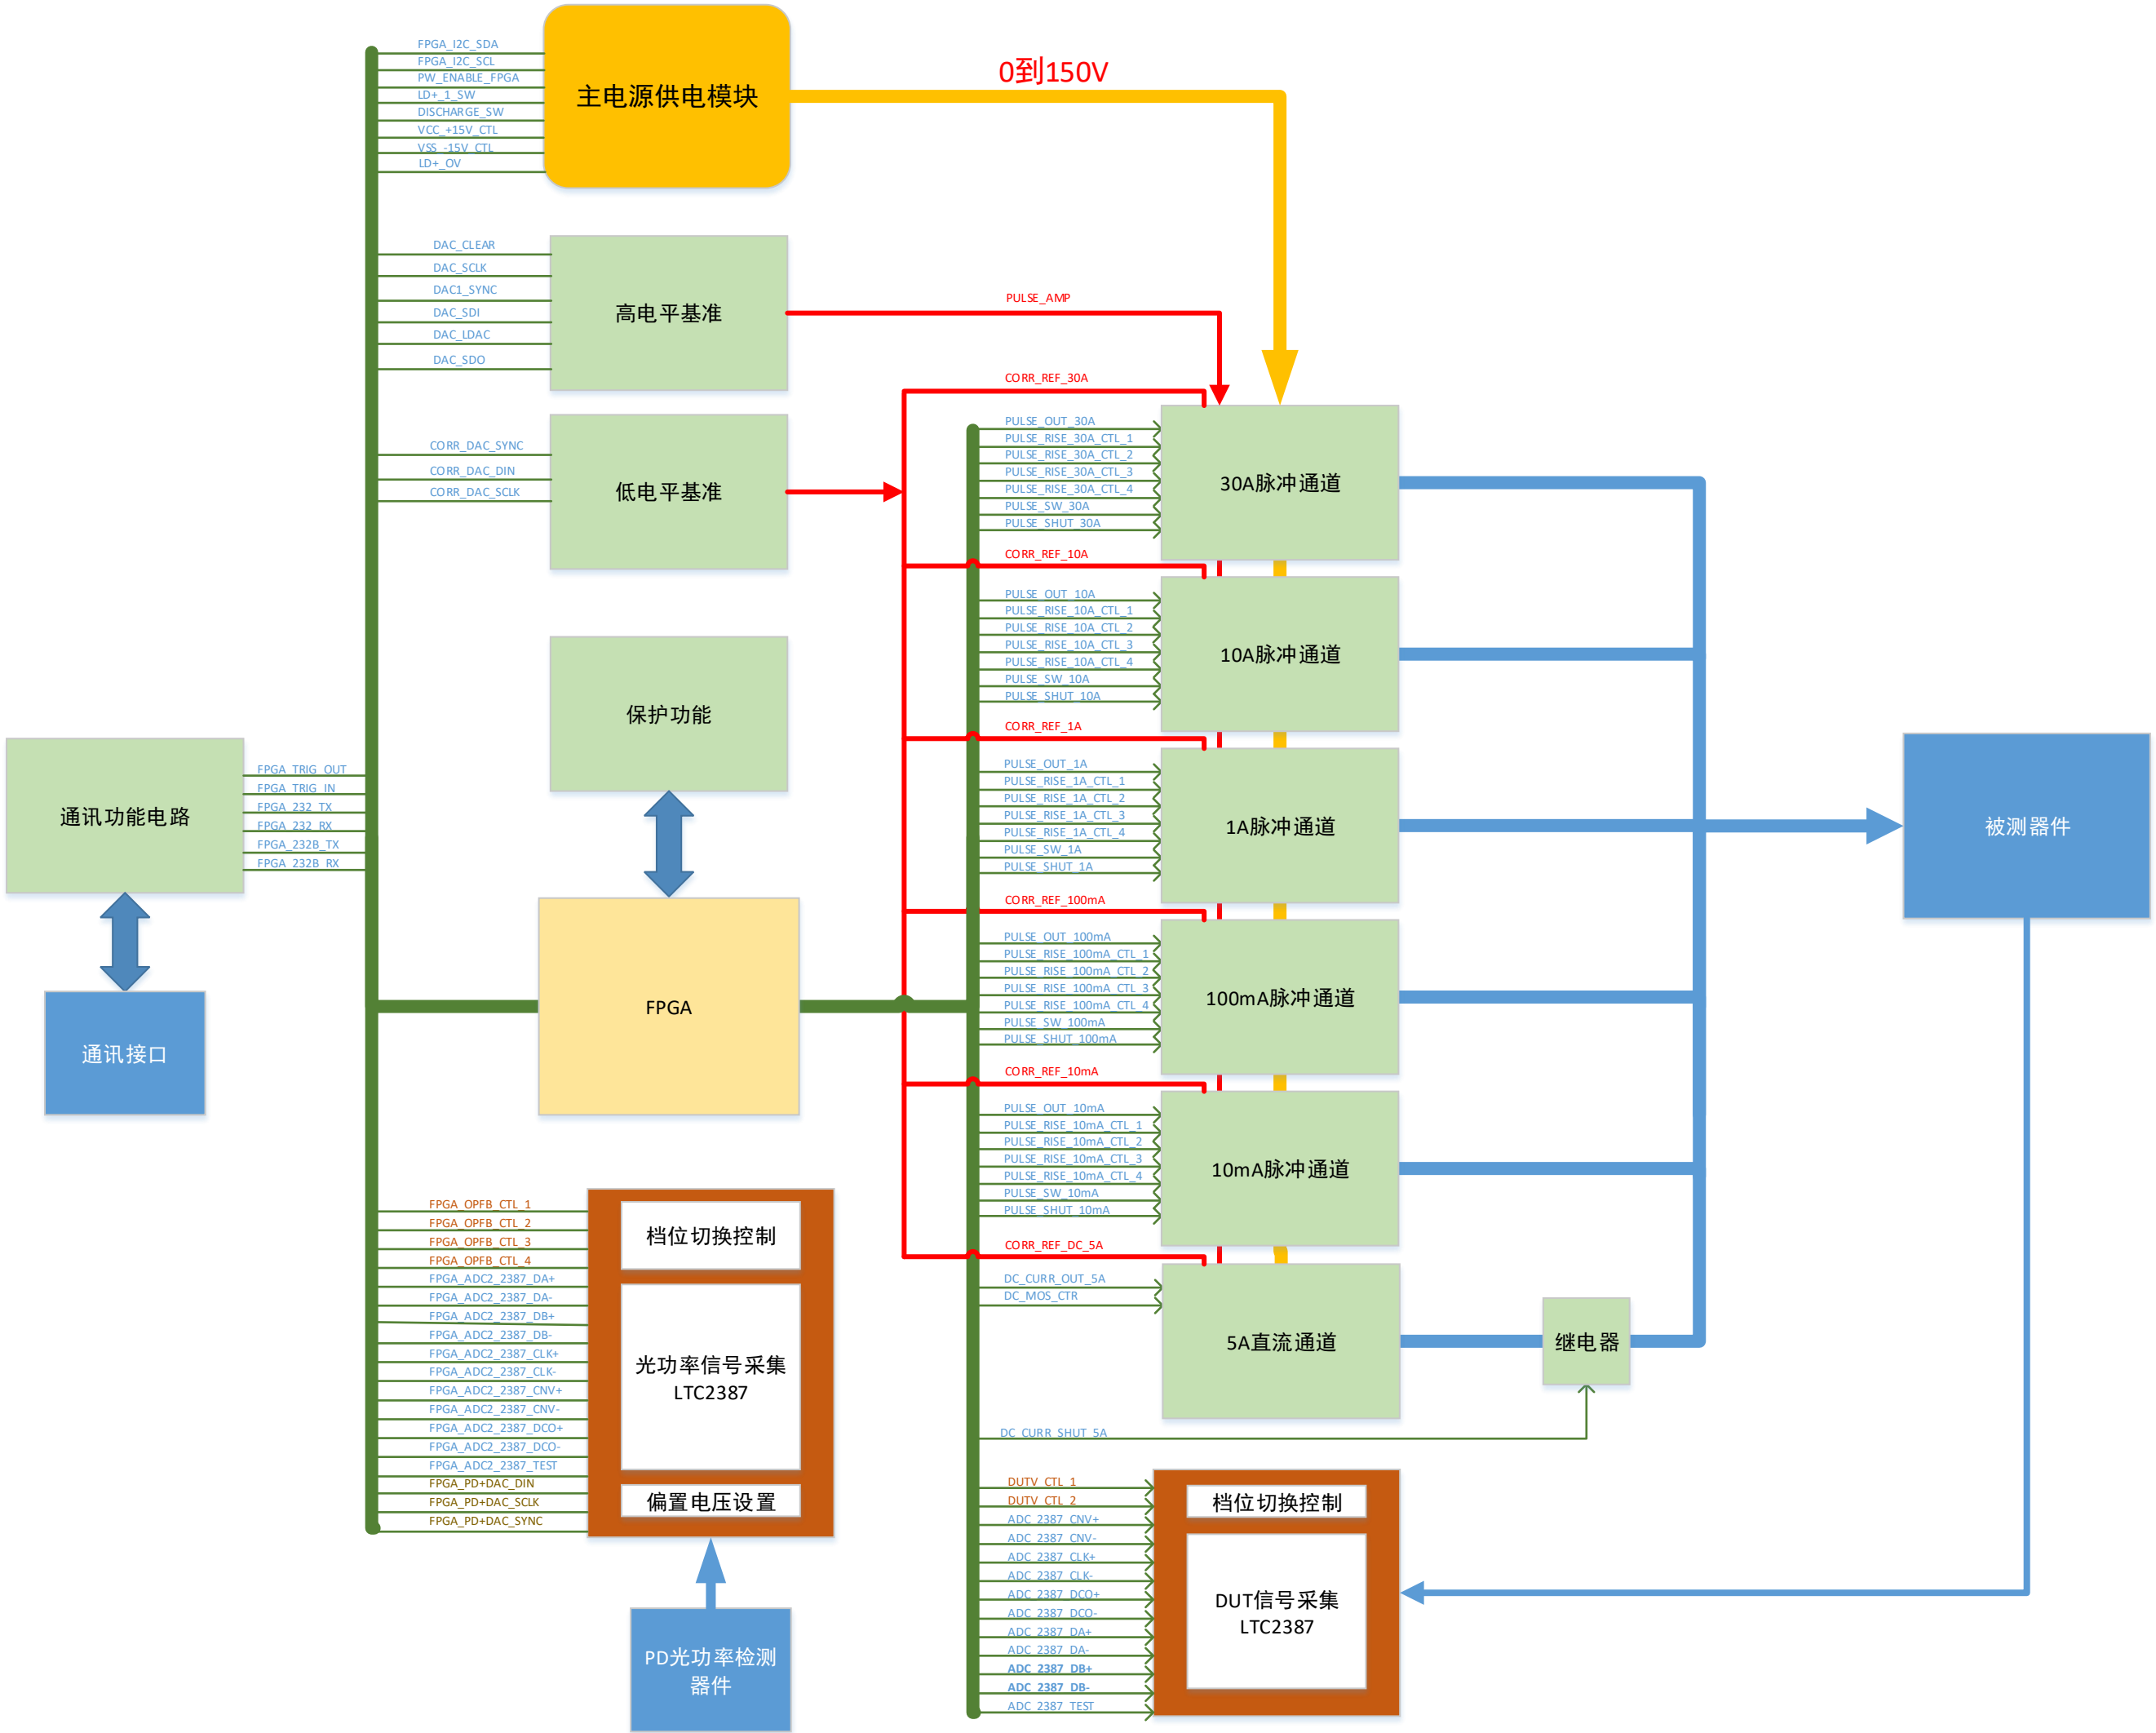 FPGA_I2C_SDA
FPGA_I2C_SCL
PW_ENABLE_FPGA
LD+_1_SW
DISCHARGE_SW
VCC_+15V_CTL
VSS_-15V_CTL
LD+_OV
主电源供电模块
0到150V
DAC_CLEAR
DAC_SCLK
DAC1_SYNC
DAC_SDI
DAC_LDAC
DAC_SDO
高电平基准
PULSE_AMP
CORR_DAC_SYNC
CORR_DAC_DIN
CORR_DAC_SCLK
低电平基准
保护功能
通讯功能电路
FPGA_TRIG_OUT
FPGA_TRIG_IN
FPGA_232_TX
FPGA_232_RX
FPGA_232B_TX
FPGA_232B_RX
通讯接口
FPGA
CORR_REF_30A
PULSE_OUT_30A
PULSE_RISE_30A_CTL_1
PULSE_RISE_30A_CTL_2
PULSE_RISE_30A_CTL_3
PULSE_RISE_30A_CTL_4
PULSE_SW_30A
PULSE_SHUT_30A
30A脉冲通道
CORR_REF_10A
PULSE_OUT_10A
PULSE_RISE_10A_CTL_1
PULSE_RISE_10A_CTL_2
PULSE_RISE_10A_CTL_3
PULSE_RISE_10A_CTL_4
PULSE_SW_10A
PULSE_SHUT_10A
10A脉冲通道
CORR_REF_1A
PULSE_OUT_1A
PULSE_RISE_1A_CTL_1
PULSE_RISE_1A_CTL_2
PULSE_RISE_1A_CTL_3
PULSE_RISE_1A_CTL_4
PULSE_SW_1A
PULSE_SHUT_1A
1A脉冲通道
被测器件
CORR_REF_100mA
PULSE_OUT_100mA
PULSE_RISE_100mA_CTL_1
PULSE_RISE_100mA_CTL_2
PULSE_RISE_100mA_CTL_3
PULSE_RISE_100mA_CTL_4
PULSE_SW_100mA
PULSE_SHUT_100mA
100mA脉冲通道
CORR_REF_10mA
PULSE_OUT_10mA
PULSE_RISE_10mA_CTL_1
PULSE_RISE_10mA_CTL_2
PULSE_RISE_10mA_CTL_3
PULSE_RISE_10mA_CTL_4
PULSE_SW_10mA
PULSE_SHUT_10mA
10mA脉冲通道
CORR_REF_DC_5A
DC_CURR_OUT_5A
DC_MOS_CTR
5A直流通道
继电器
DC_CURR_SHUT_5A
FPGA_OPFB_CTL_1
FPGA_OPFB_CTL_2
FPGA_OPFB_CTL_3
FPGA_OPFB_CTL_4
FPGA_ADC2_2387_DA+
FPGA_ADC2_2387_DA-
FPGA_ADC2_2387_DB+
FPGA_ADC2_2387_DB-
FPGA_ADC2_2387_CLK+
FPGA_ADC2_2387_CLK-
FPGA_ADC2_2387_CNV+
FPGA_ADC2_2387_CNV-
FPGA_ADC2_2387_DCO+
FPGA_ADC2_2387_DCO-
FPGA_ADC2_2387_TEST
FPGA_PD+DAC_DIN
FPGA_PD+DAC_SCLK
FPGA_PD+DAC_SYNC
档位切换控制
光功率信号采集
LTC2387
偏置电压设置
PD光功率检测
器件
DUTV_CTL_1
DUTV_CTL_2
ADC_2387_CNV+
ADC_2387_CNV-
ADC_2387_CLK+
ADC_2387_CLK-
ADC_2387_DCO+
ADC_2387_DCO-
ADC_2387_DA+
ADC_2387_DA-
ADC_2387_DB+
ADC_2387_DB-
ADC_2387_TEST
档位切换控制
DUT信号采集
LTC2387